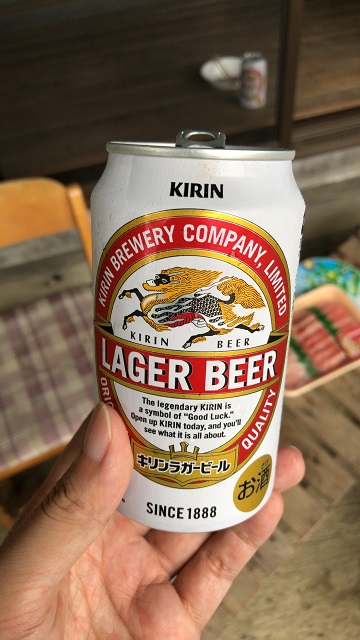 KIRIN
KIRIN BREWERY COMPANY, LIMITED
KIRIN BEER
LAGER BEER
The legendary KIRIN is
a symbol of "Good Luck."
Open up KIRIN today, and you'll
see what it is all about.
QUALITY
キリンラガービール
お酒
SINCE 1888